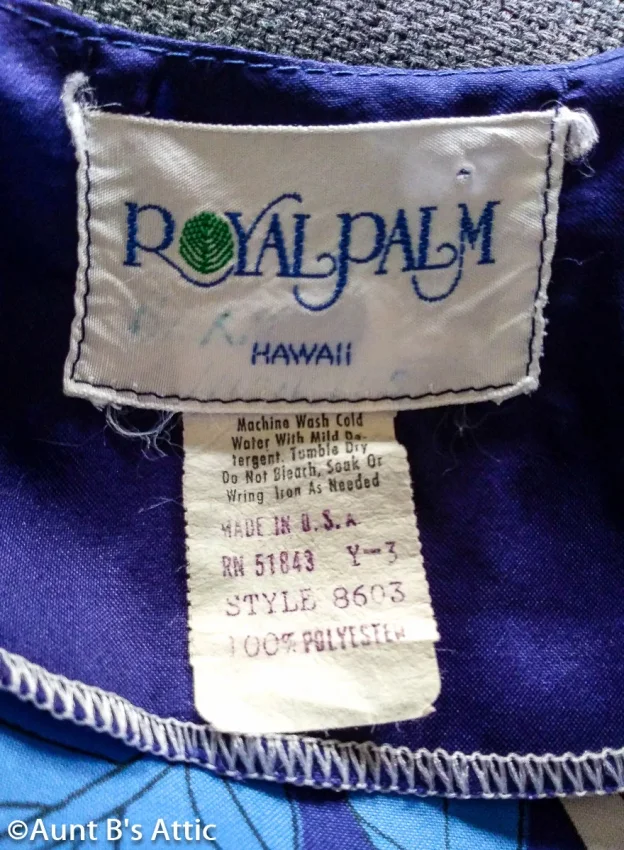 ROYAL PALM
HAWAII
Machine Wash Cold
Water With Mild De-
tergent. Tumble Dry
Do Not Bleach, Soak Or
Wring Iron As Needed
MADE IN U.S.A
RN 51843 Y-3
STYLE 8603
100% POLYESTER
©Aunt B's Attic